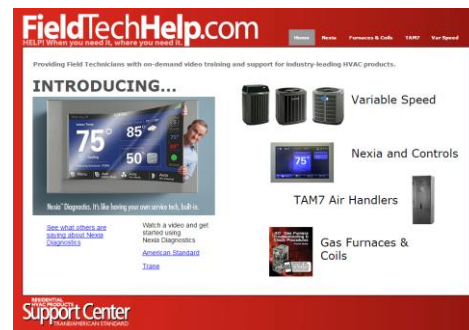 FieldTechHelp.com
HELP! When you need it, where you need it.
Home Nexia Furnaces & Coils TAM7 Var Speed
Providing Field Technicians with on-demand video training and support for industry-leading HVAC products.
INTRODUCING...
75°
85°
50°
75°
Nexia™ Diagnostics. It's like having your own service tech, built-in.
See what others are
saying about Nexia
Diagnostics
Watch a video and get
started using
Nexia Diagnostics
American Standard
Trane
Variable Speed
Nexia and Controls
TAM7 Air Handlers
Gas Furnaces &
Coils
RESIDENTIAL
HVAC PRODUCTS
Support Center
TRANE/AMERICAN STANDARD